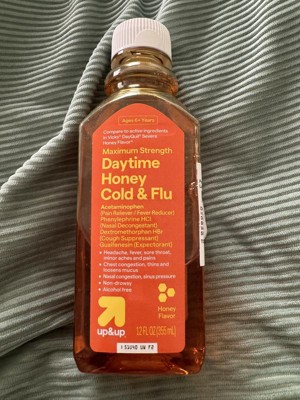 Ages 6+ Years
Compare to active ingredients
in Vicks® DayQuil® Severe
Honey Flavor*
Maximum Strength
Daytime
Honey
Cold & Flu
Acetaminophen
(Pain Reliever / Fever Reducer)
Phenylephrine HCl
(Nasal Decongestant)
Dextromethorphan HBr
(Cough Suppressant)
Guaifenesin (Expectorant)
• Headache, fever, sore throat,
minor aches and pains
• Chest congestion, thins and
loosens mucus
• Nasal congestion, sinus pressure
• Non-drowsy
• Alcohol free
Honey
Flavor
up&up
12 FL OZ (355 mL)